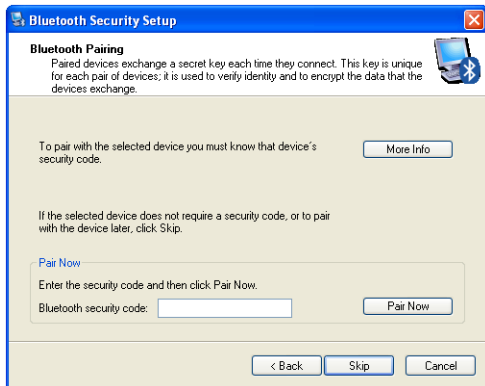 Bluetooth Security Setup
Bluetooth Pairing
Paired devices exchange a secret key each time they connect. This key is unique
for each pair of devices; it is used to verify identity and to encrypt the data that the
devices exchange.
To pair with the selected device you must know that device's
security code.
More Info
If the selected device does not require a security code, or to pair
with the device later, click Skip.
Pair Now
Enter the security code and then click Pair Now.
Bluetooth security code:
Pair Now
< Back
Skip
Cancel